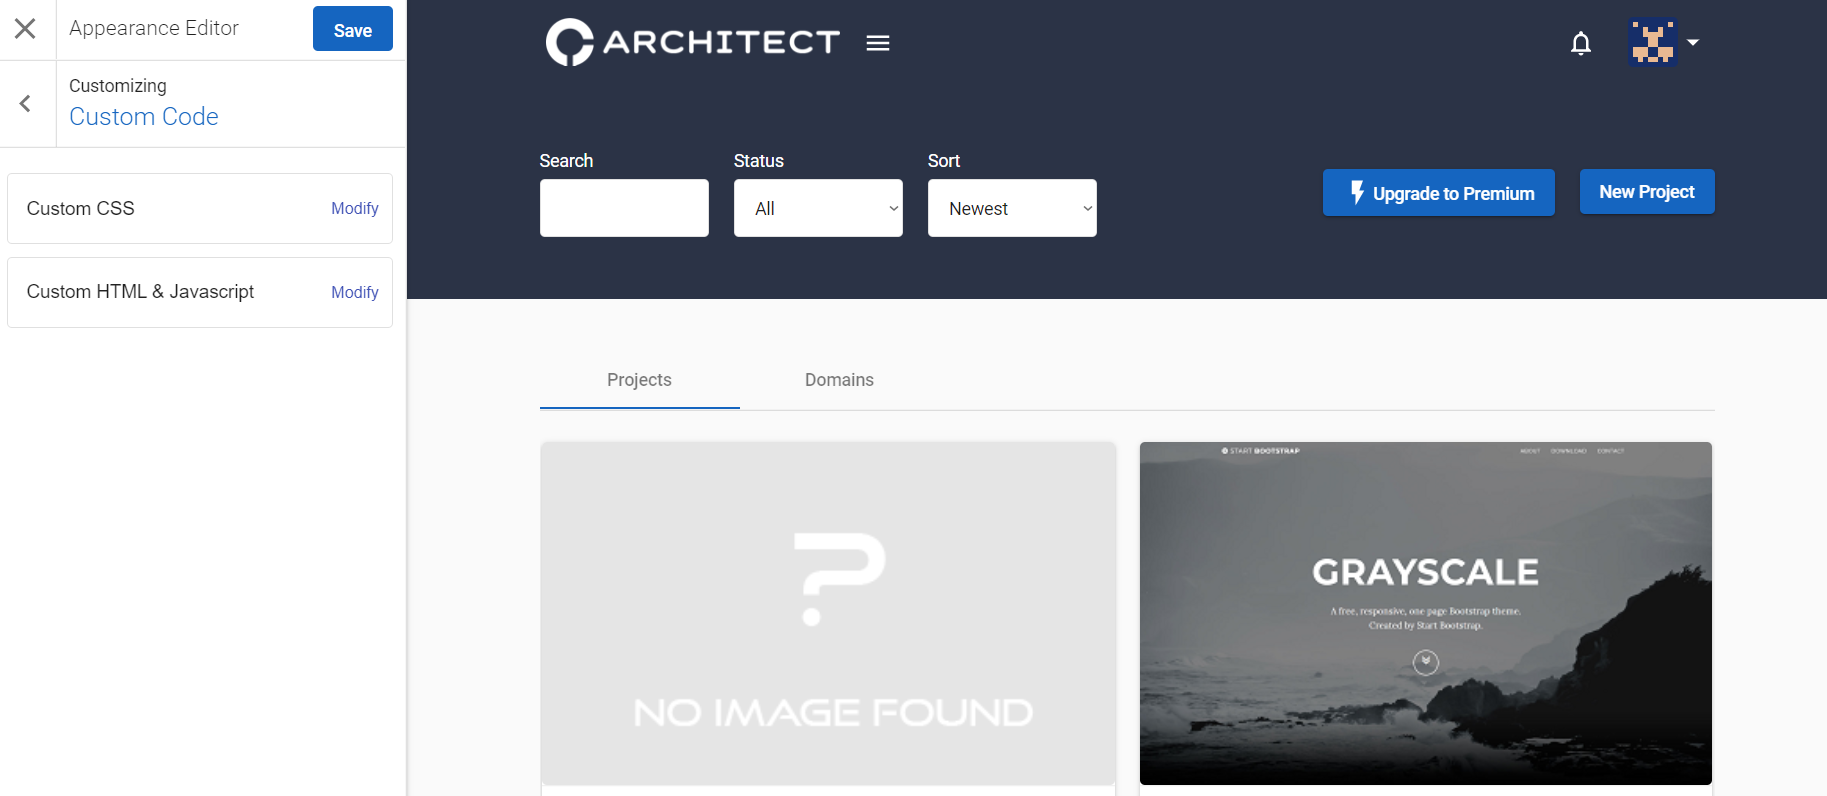 Appearance Editor
Save
Customizing
Custom Code
Custom CSS
Modify
Custom HTML & Javascript
Modify
ARCHITECT
Search
Status
Sort
All
Newest
Upgrade to Premium
New Project
Projects
Domains
NO IMAGE FOUND
START BOOTSTRAP
ABOUT DOWNLOAD CONTACT
GRAYSCALE
A free, responsive, one page Bootstrap theme.
Created by Start Bootstrap.